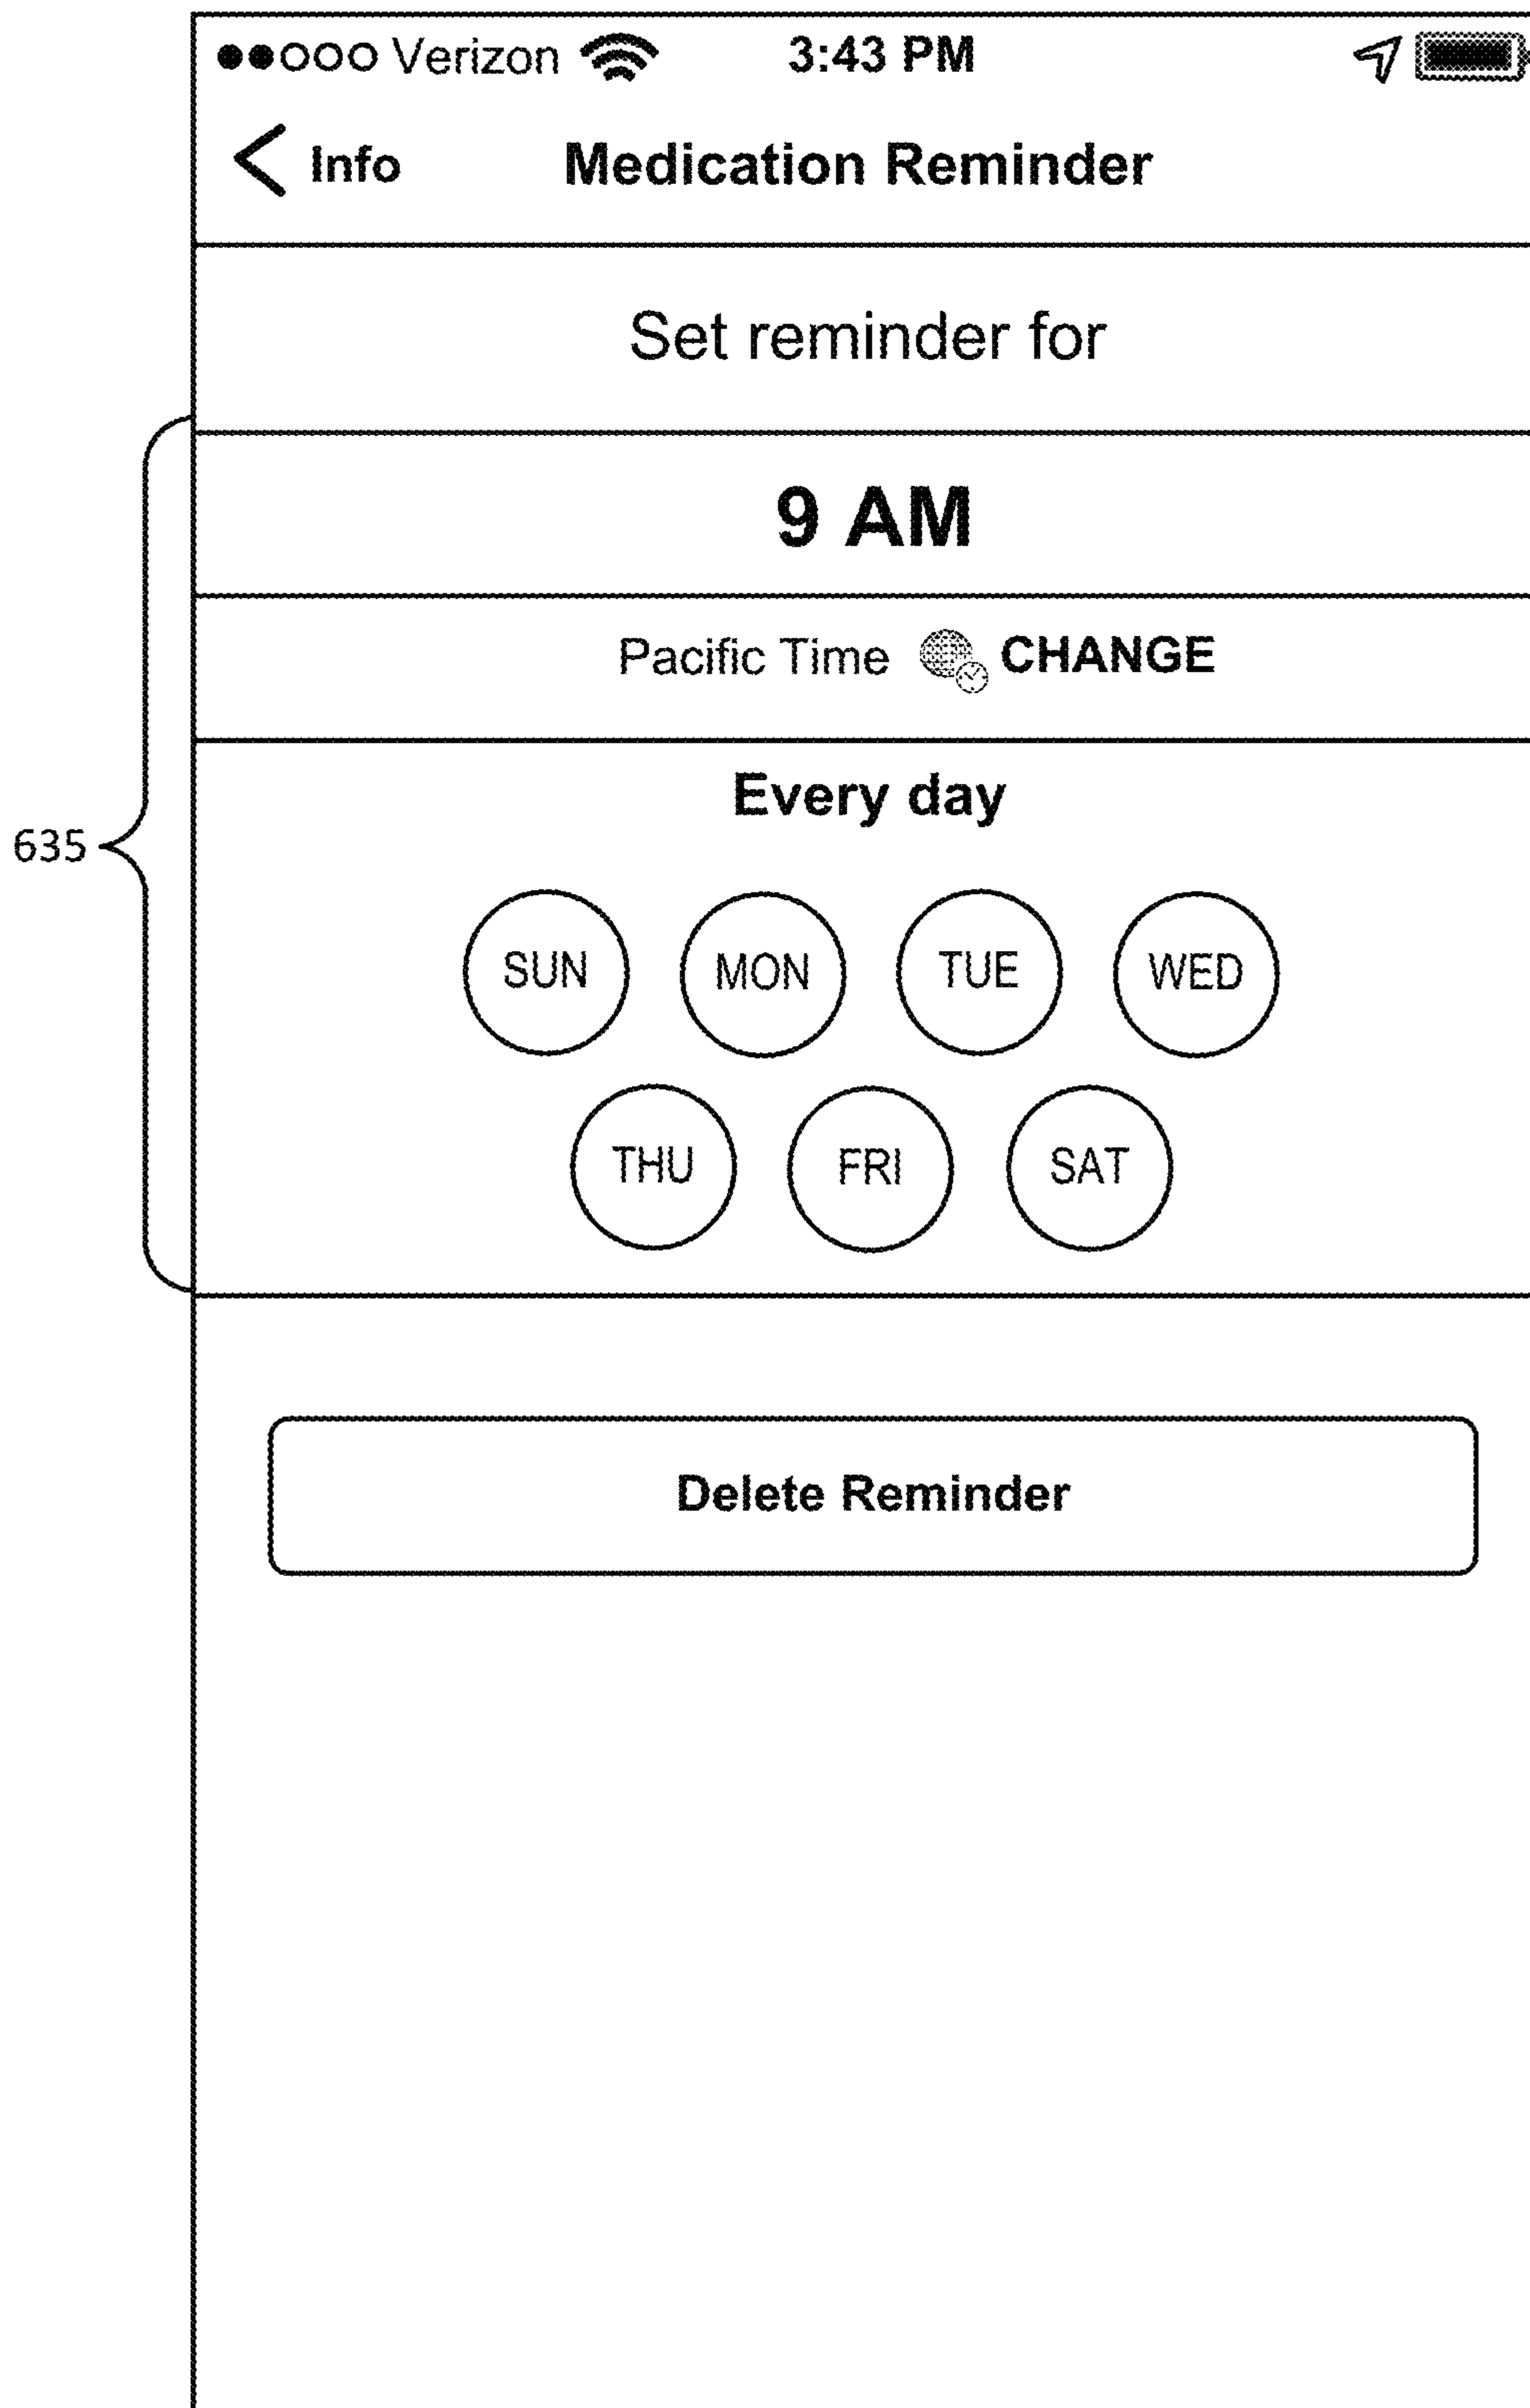 Verizon 3:43 PM
Info Medication Reminder
Set reminder for
9 AM
Pacific Time CHANGE
Every day
635
SUN MON TUE WED
THU FRI SAT
Delete Reminder